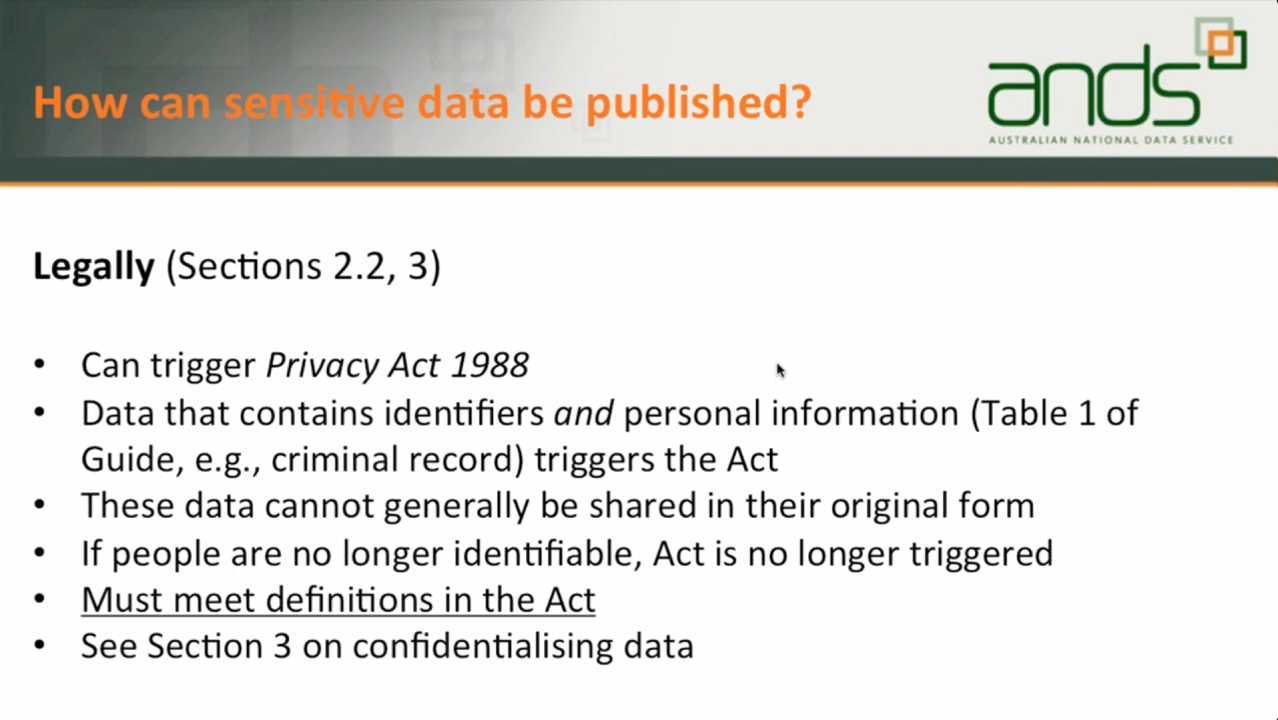 How can sensitive data be published?
ands
AUSTRALIAN NATIONAL DATA SERVICE
Legally (Sections 2.2, 3)
• Can trigger Privacy Act 1988
• Data that contains identifiers and personal information (Table 1 of
Guide, e.g., criminal record) triggers the Act
• These data cannot generally be shared in their original form
• If people are no longer identifiable, Act is no longer triggered
• Must meet definitions in the Act
• See Section 3 on confidentialising data